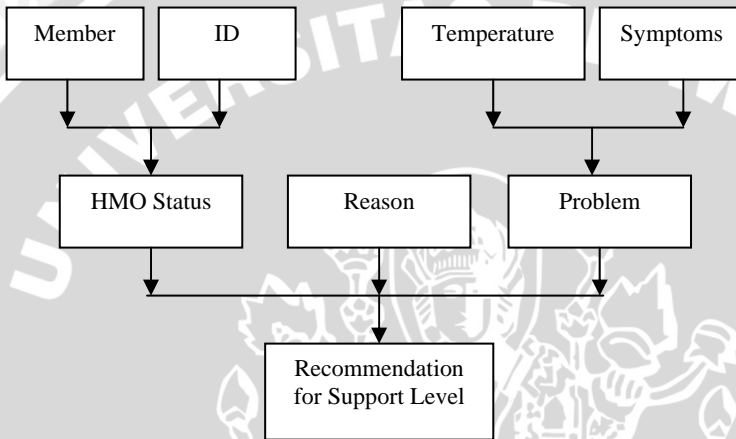 Member
ID
Temperature
Symptoms
HMO Status
Reason
Problem
Recommendation
for Support Level